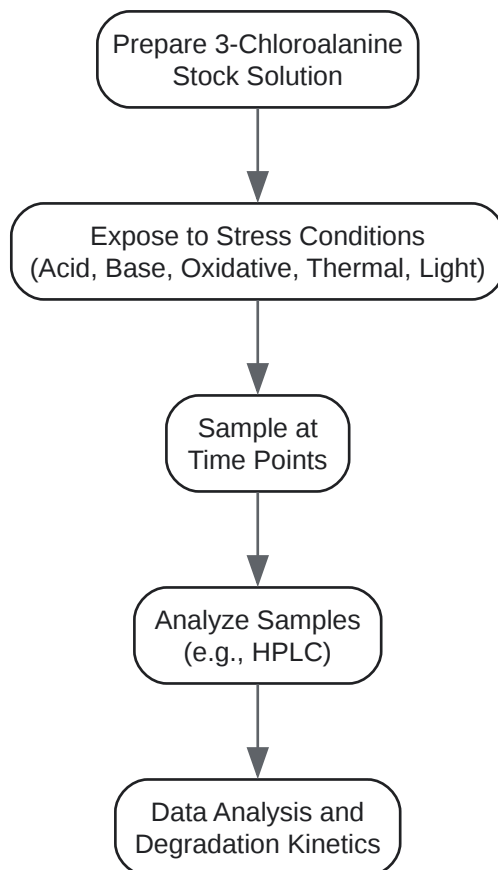 Prepare 3-Chloroalanine
Stock Solution
Expose to Stress Conditions
(Acid, Base, Oxidative, Thermal, Light)
Sample at
Time Points
Analyze Samples
(e.g., HPLC)
Data Analysis and
Degradation Kinetics